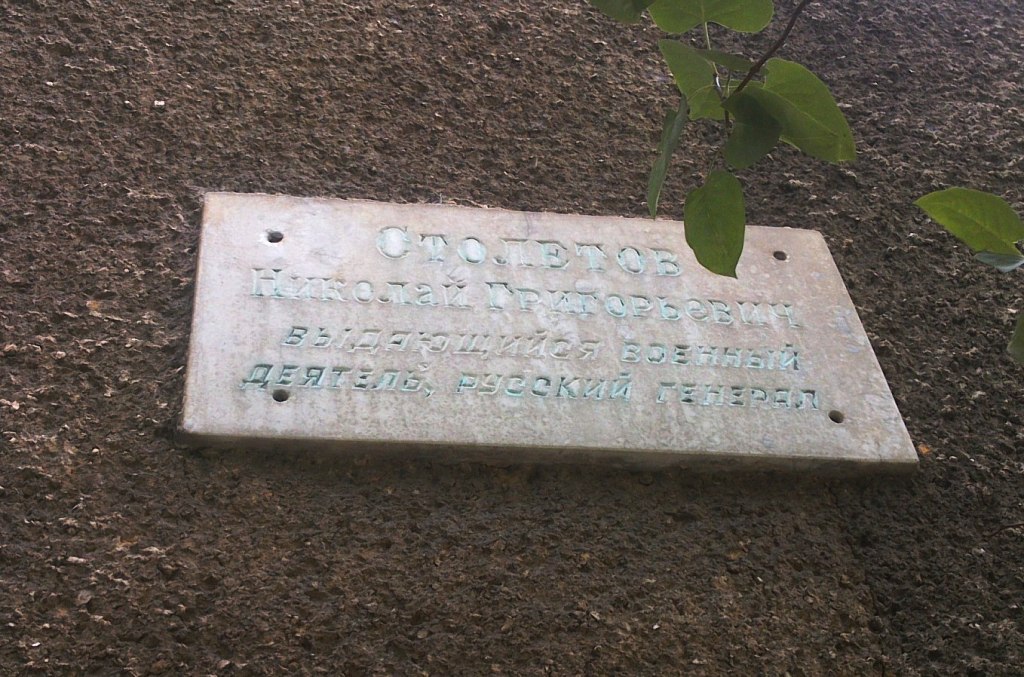 Столетов
Николай Григорьевич
выдающийся военный
деятель, русский генерал